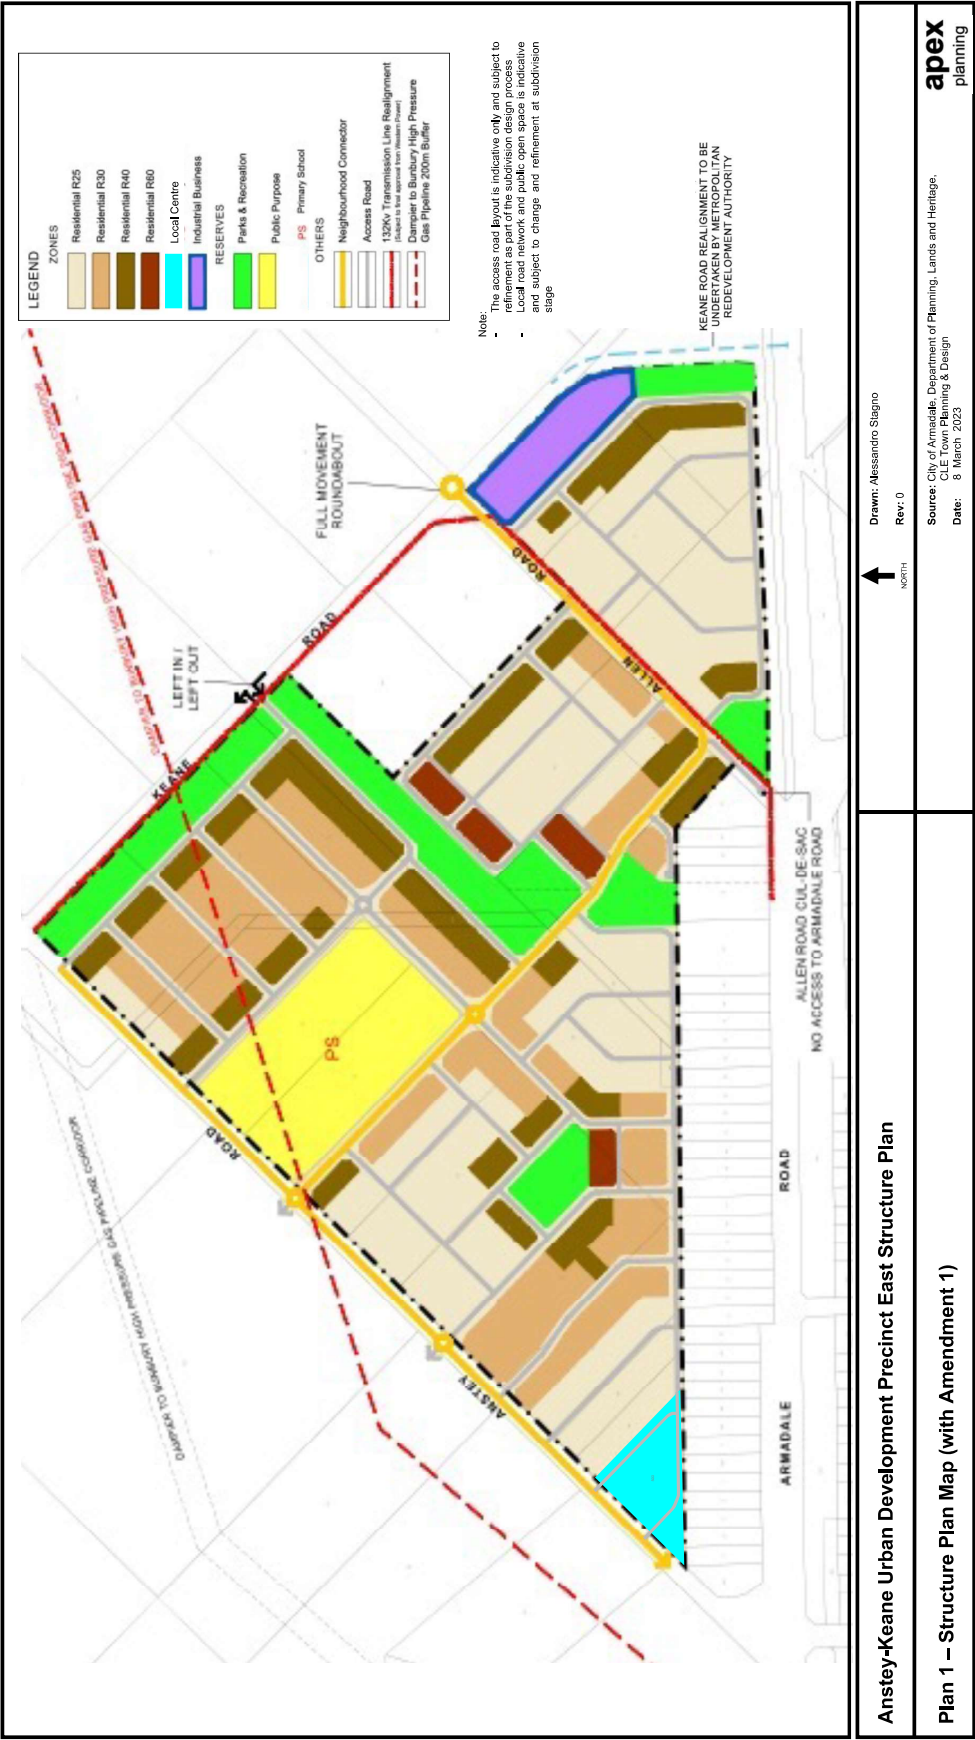 LEGEND
ZONES
Residential R25
Residential R30
Residential R40
Residential R60
Local Centre
Industrial Business
RESERVES
Parks & Recreation
Public Purpose
PS Primary School
OTHERS
Neighbourhood Connector
Access Road
132Kv Transmission Line Realignment
(Subject to final approval from Western Power)
Dampier to Bunbury High Pressure
Gas Pipeline 200m Buffer
Note:
- The access road layout is indicative only and subject to
refinement as part of the subdivision design process
- Local road network and public open space is indicative
and subject to change and refinement at subdivision
stage
KEANE ROAD REALIGNMENT TO BE
UNDERTAKEN BY METROPOLITAN
REDEVELOPMENT AUTHORITY
FULL MOVEMENT
ROUNDABOUT
LEFT IN /
LEFT OUT
KEANE
ROAD
ALLEN
ROAD
PS
ANSTEY
ROAD
DAMPIER TO BUNBURY HIGH PRESSURE GAS PIPELINE CORRIDOR
ALLEN ROAD CUL-DE-SAC
NO ACCESS TO ARMADALE ROAD
ARMADALE
ROAD
Anstey-Keane Urban Development Precinct East Structure Plan
Plan 1 – Structure Plan Map (with Amendment 1)
NORTH
Drawn: Alessandro Stagno
Rev: 0
Source: City of Armadale, Department of Planning, Lands and Heritage,
CLE Town Planning & Design
Date: 8 March 2023
apex
planning